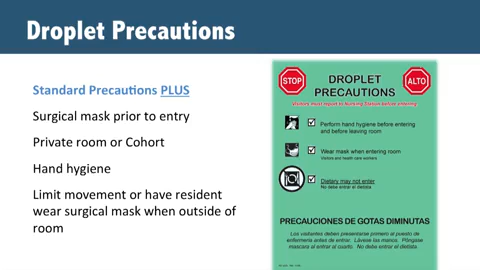 Droplet Precautions
Standard Precautions PLUS
Surgical mask prior to entry
Private room or Cohort
Hand hygiene
Limit movement or have resident
wear surgical mask when outside of
room
STOP
DROPLET
PRECAUTIONS
ALTO
Visitors must report to Nursing Station before entering.
Perform hand hygiene before entering
and before leaving room
Wear mask when entering room
Visitors and health care workers
Dietary may not enter
No debe entrar el dietista
PRECAUCIONES DE GOTAS DIMINUTAS
Los visitantes deben presentarse primero al puesto de
enfermería antes de entrar. Lávese las manos. Póngase
máscara al entrar al cuarto. No debe entrar el dietista.